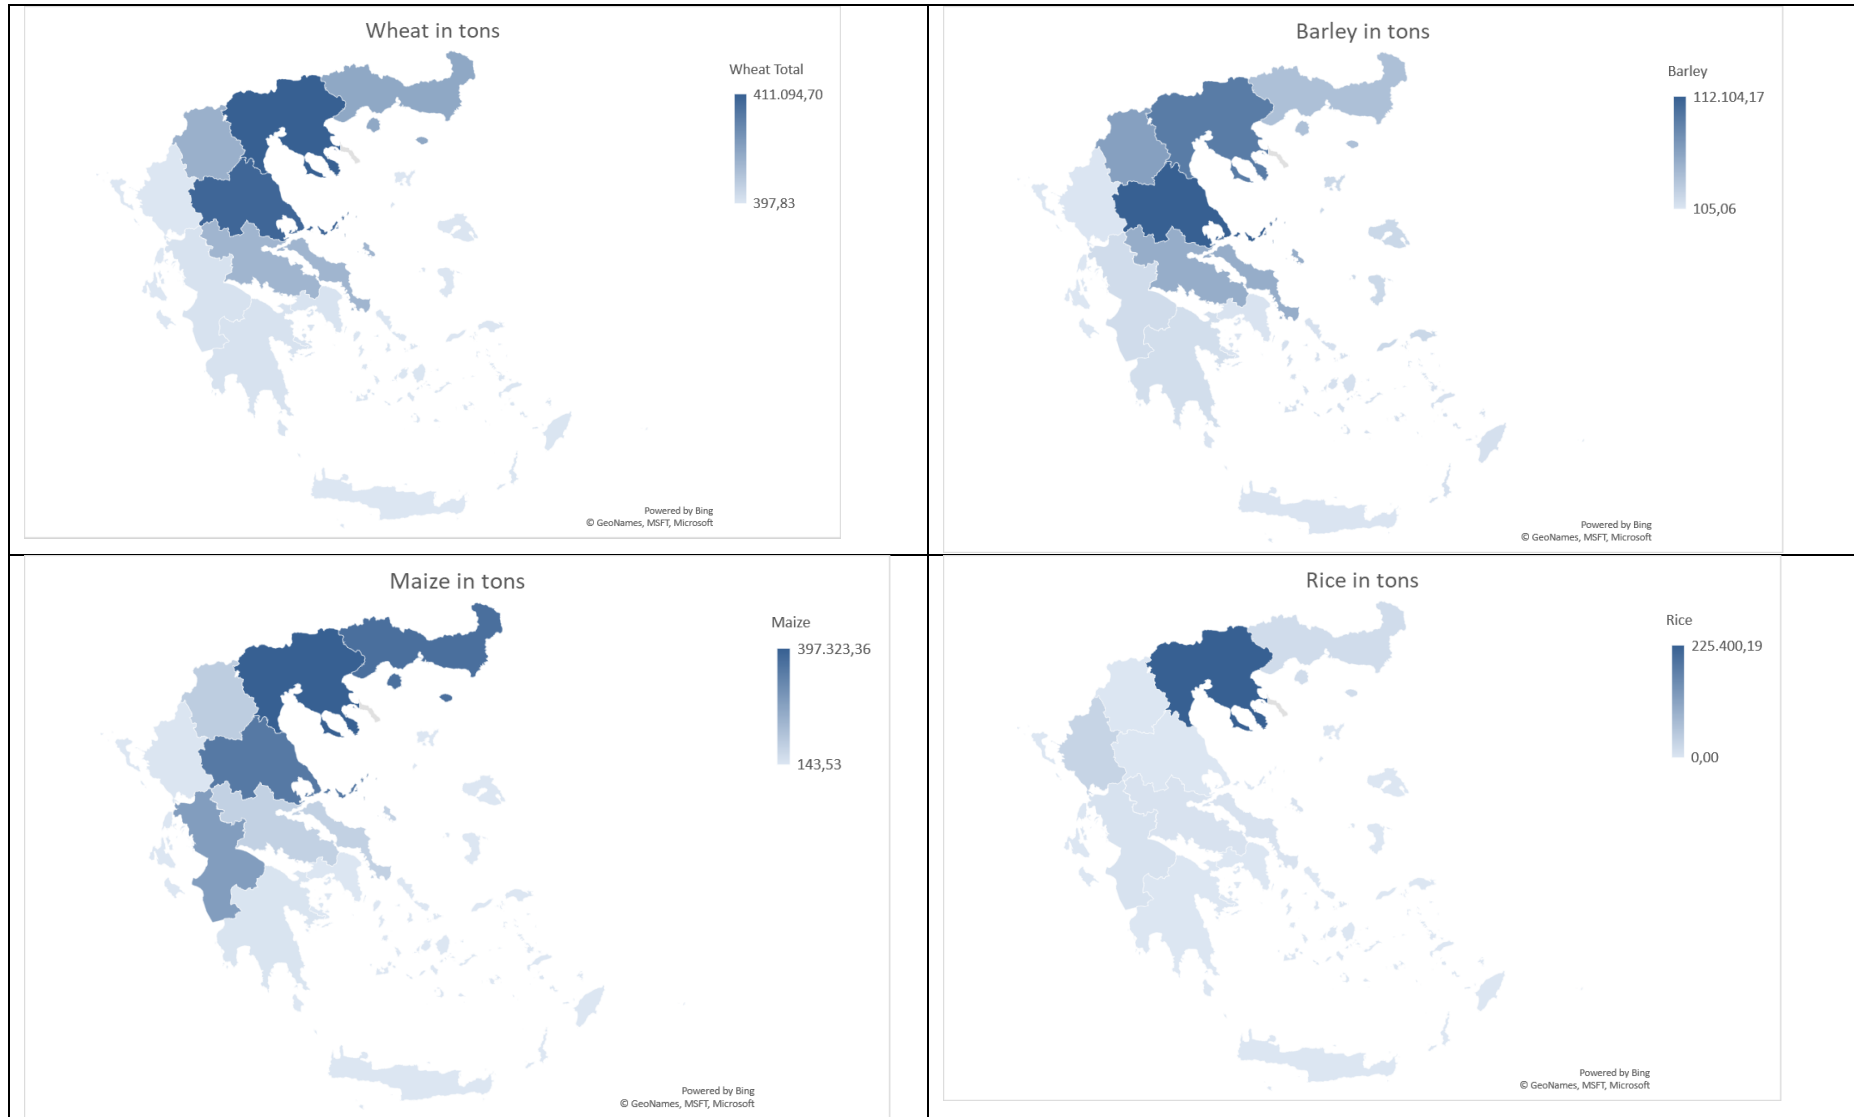 Wheat in tons
Wheat Total
411.094,70
397,83
Powered by Bing
© GeoNames, MSFT, Microsoft
Barley in tons
Barley
112.104,17
105,06
Powered by Bing
© GeoNames, MSFT, Microsoft
Maize in tons
Maize
397.323,36
143,53
Powered by Bing
© GeoNames, MSFT, Microsoft
Rice in tons
Rice
225.400,19
0,00
Powered by Bing
© GeoNames, MSFT, Microsoft